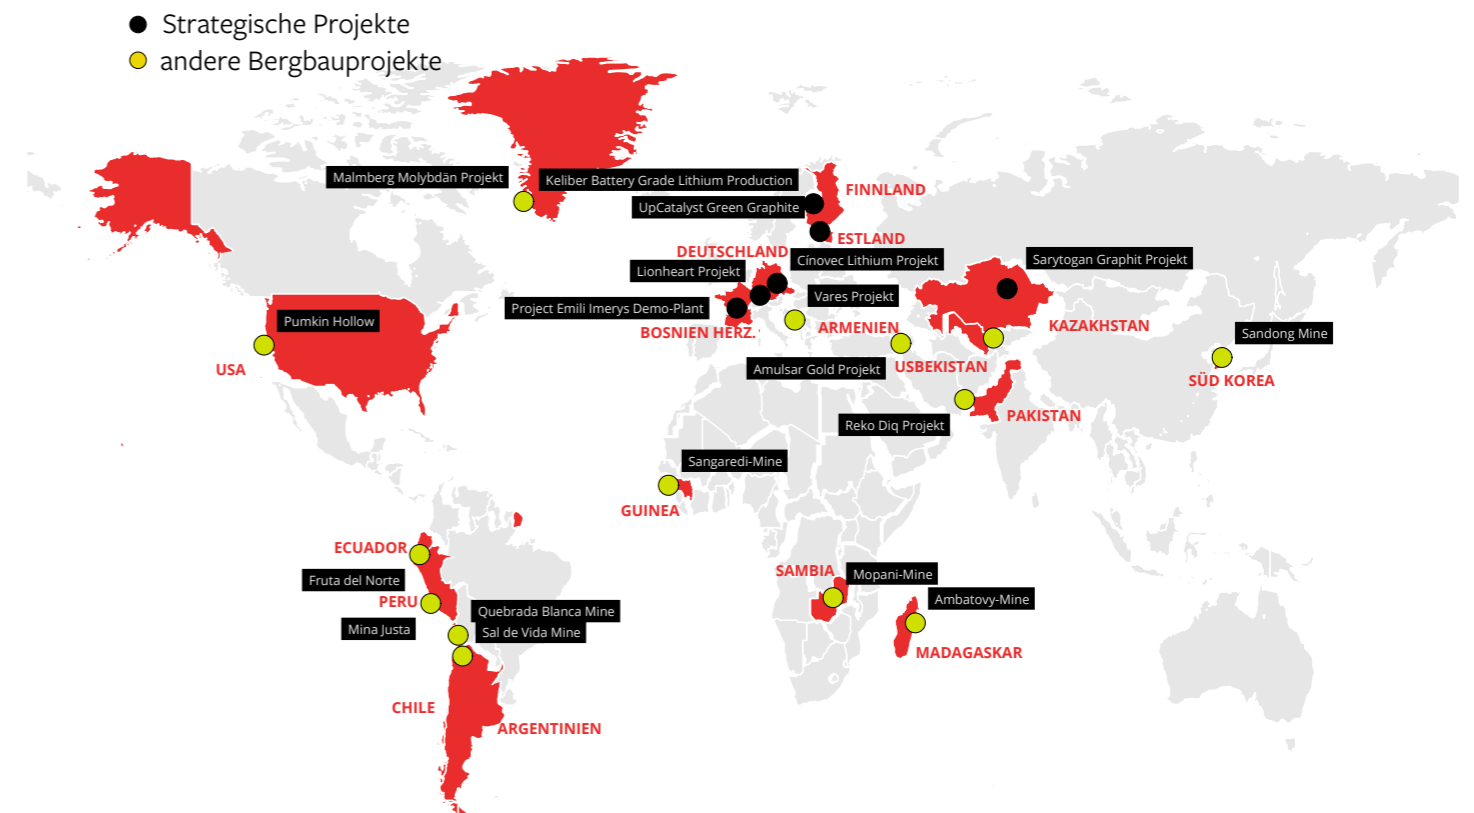 Strategische Projekte
andere Bergbauprojekte
Malmberg Molybdän Projekt
Keliber Battery Grade Lithium Production
FINNLAND
UpCatalyst Green Graphite
ESTLAND
DEUTSCHLAND
Cínovec Lithium Projekt
Sarytogan Graphit Projekt
Lionheart Projekt
Vares Projekt
Project Emili Imerys Demo-Plant
Pumkin Hollow
BOSNIEN HERZ.
ARMENIEN
KAZAKHSTAN
Sandong Mine
USA
Amulsar Gold Projekt
USBEKISTAN
SÜD KOREA
PAKISTAN
Reko Diq Projekt
Sangaredi-Mine
GUINEA
ECUADOR
Fruta del Norte
SAMBIA
Mopani-Mine
PERU
Ambatovy-Mine
Quebrada Blanca Mine
Mina Justa
Sal de Vida Mine
MADAGASKAR
CHILE
ARGENTINIEN